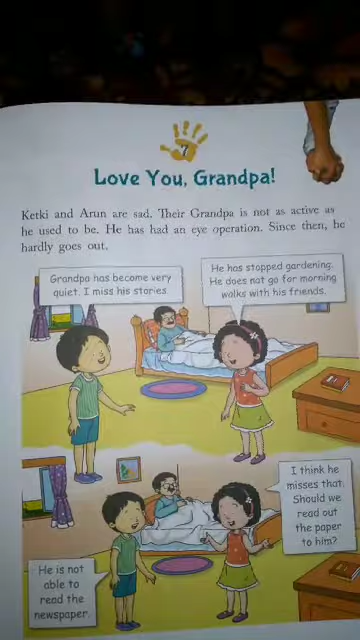 7
Love You, Grandpa!
Ketki and Arun are sad. Their Grandpa is not as active as
he used to be. He has had an eye operation. Since then, he
hardly goes out.
Grandpa has become very
quiet. I miss his stories.
He has stopped gardening.
He does not go for morning
walks with his friends.
I think he
misses that.
Should we
read out
the paper
to him?
He is not
able to
read the
newspaper.